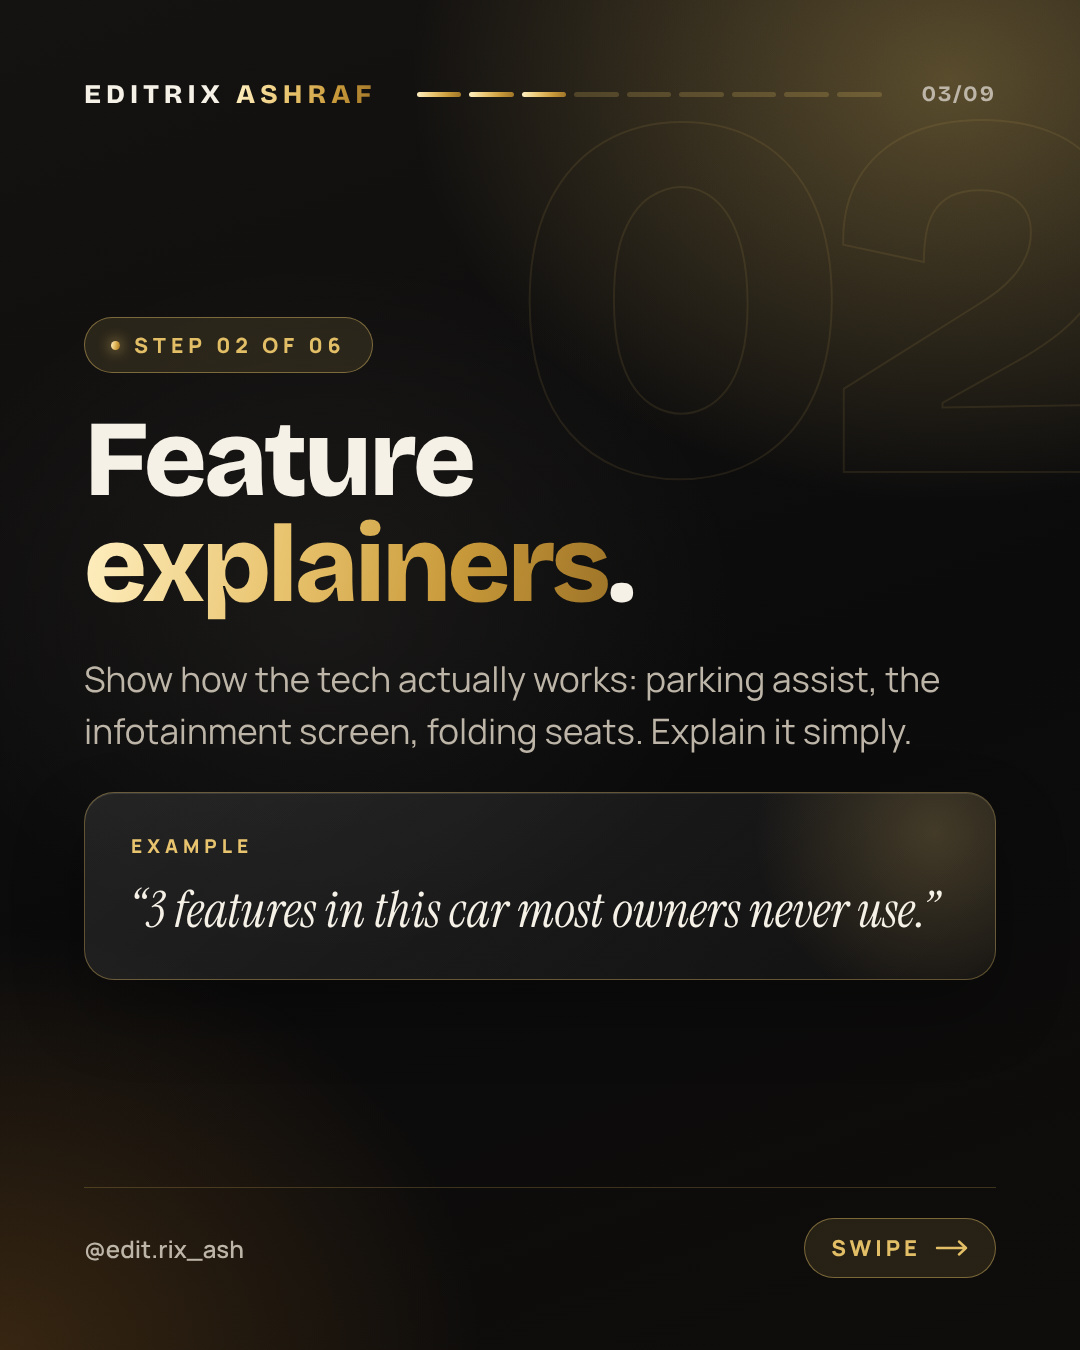 EDITRIX ASHRAF
03/09
02
STEP 02 OF 06
Feature
explainers.
Show how the tech actually works: parking assist, the
infotainment screen, folding seats. Explain it simply.
EXAMPLE
“3 features in this car most owners never use.”
@edit.rix_ash
SWIPE →